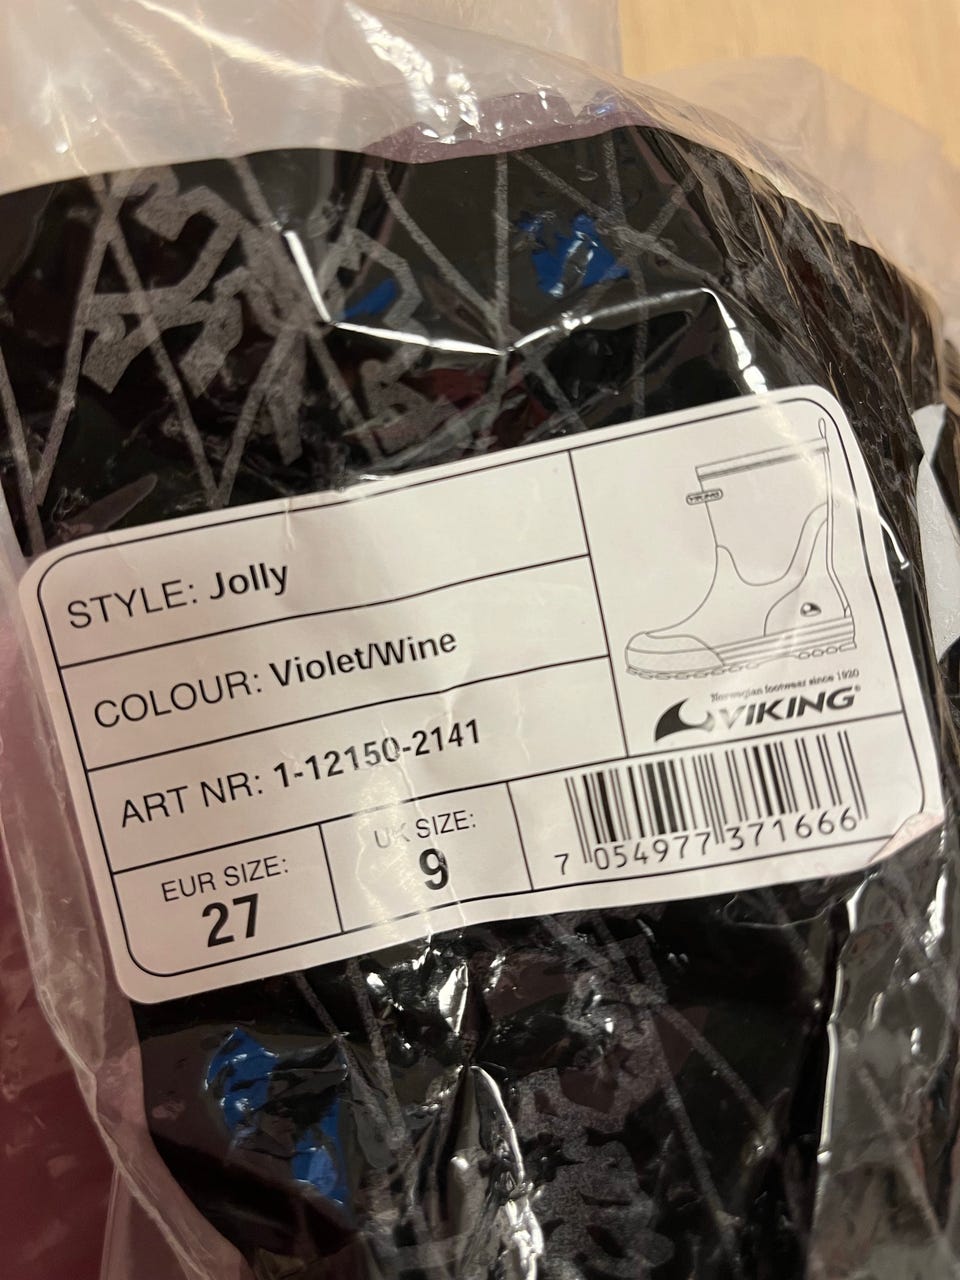 STYLE: Jolly
COLOUR: Violet/Wine
ART NR: 1-12150-2141
EUR SIZE:
27
UK SIZE:
9
VIKING
Norwegian footwear since 1920
VIKING®
7 054977 371666